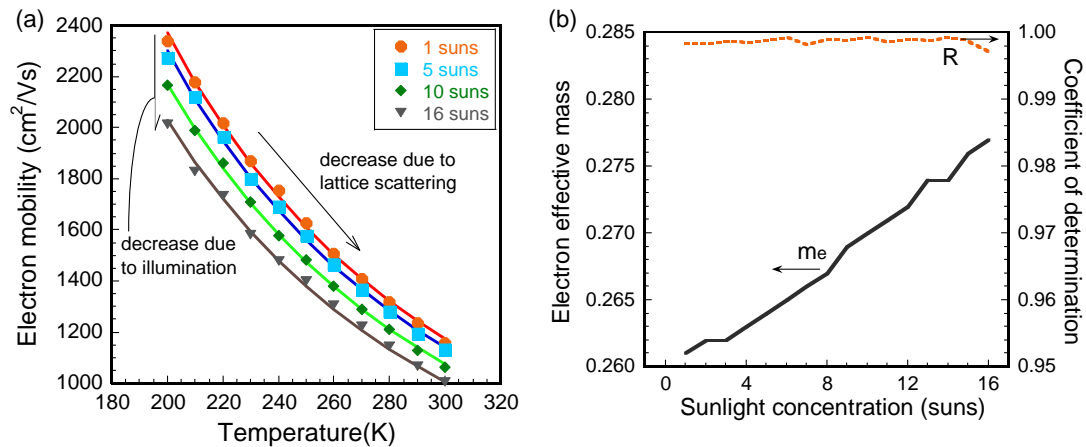 (a)
Electron mobility (cm²/Vs)
2400
2200
2000
1800
1600
1400
1200
1000
1 suns
5 suns
10 suns
16 suns
decrease due to
lattice scattering
decrease due
to illumination
180 200 220 240 260 280 300 320
Temperature(K)
(b)
Electron effective mass
0.285
0.280
0.275
0.270
0.265
0.260
R
me
1.00
0.99
0.98
0.97
0.96
0.95
Coefficient of determination
0 4 8 12 16
Sunlight concentration (suns)